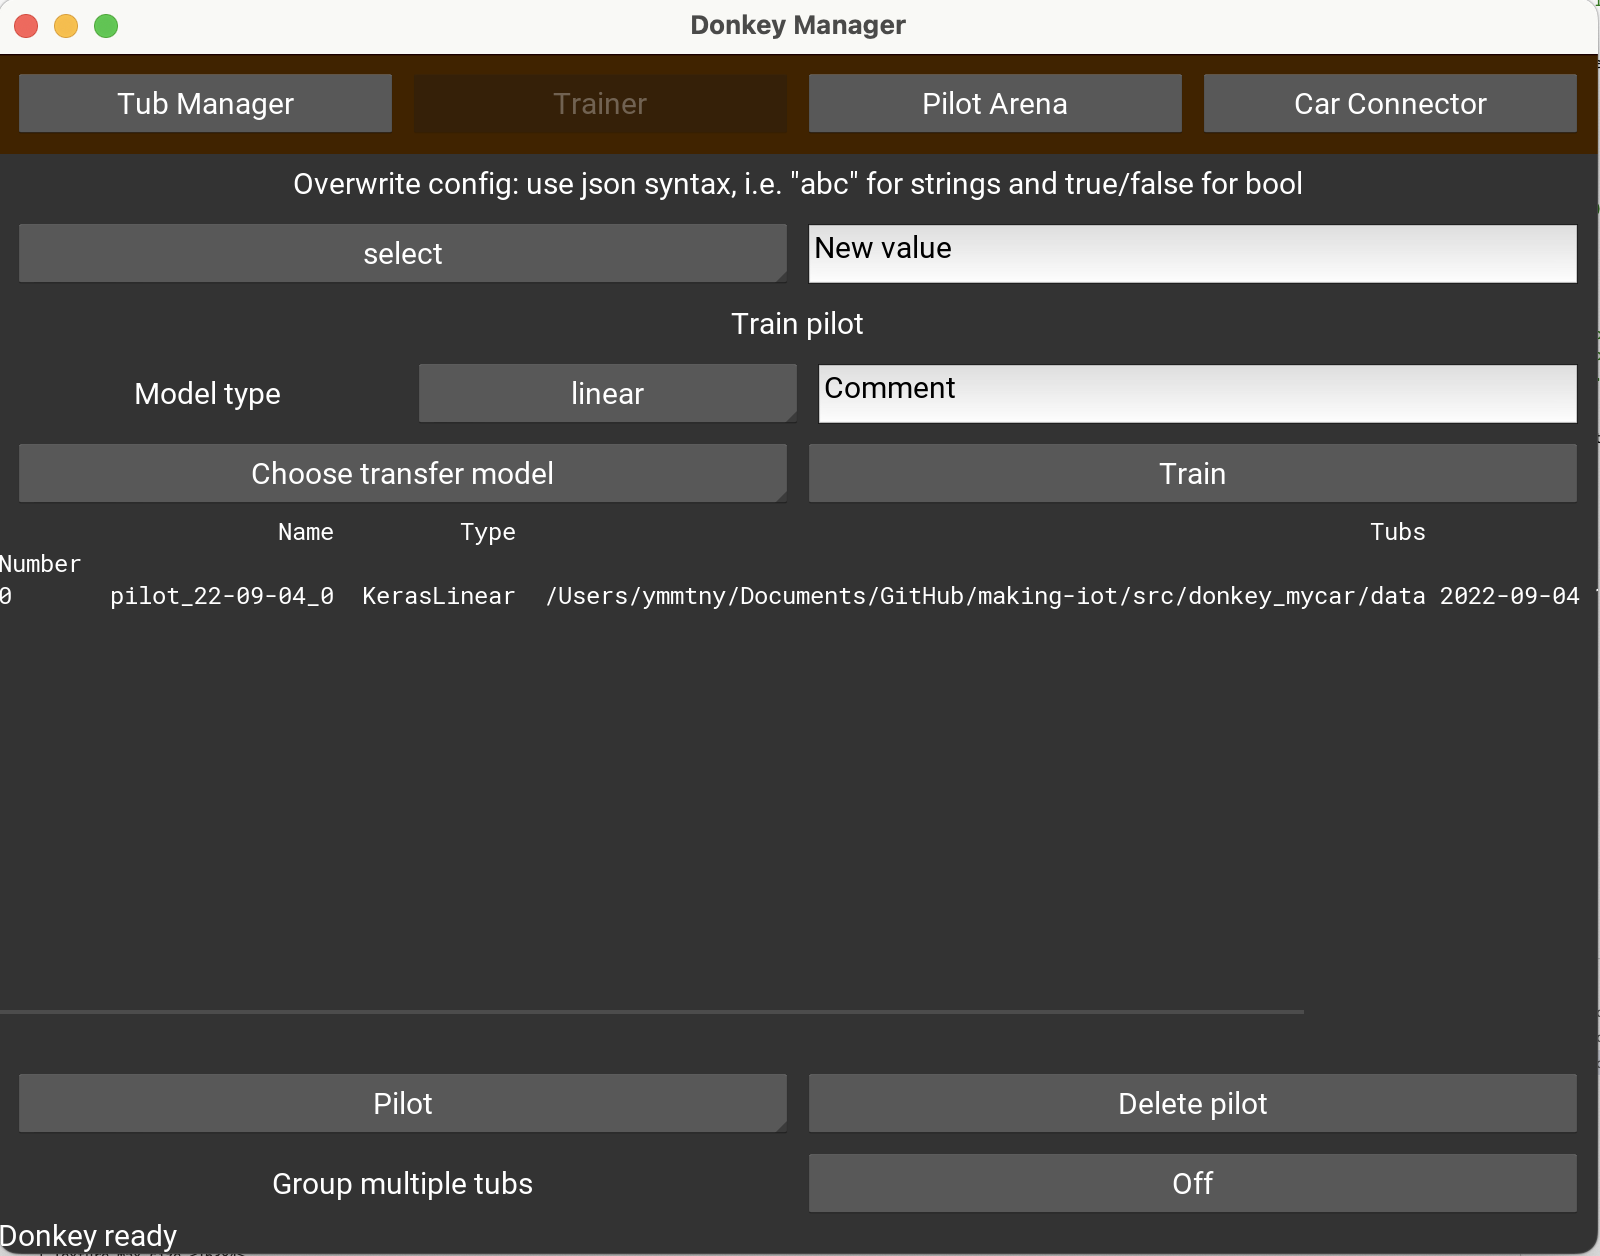 Donkey Manager
Tub Manager Trainer Pilot Arena Car Connector
Overwrite config: use json syntax, i.e. "abc" for strings and true/false for bool
select New value
Train pilot
Model type linear Comment
Choose transfer model Train
Name Type Tubs
Number
0 pilot_22-09-04_0 KerasLinear /Users/ymmtny/Documents/GitHub/making-iot/src/donkey_mycar/data 2022-09-04
Pilot Delete pilot
Group multiple tubs Off
Donkey ready